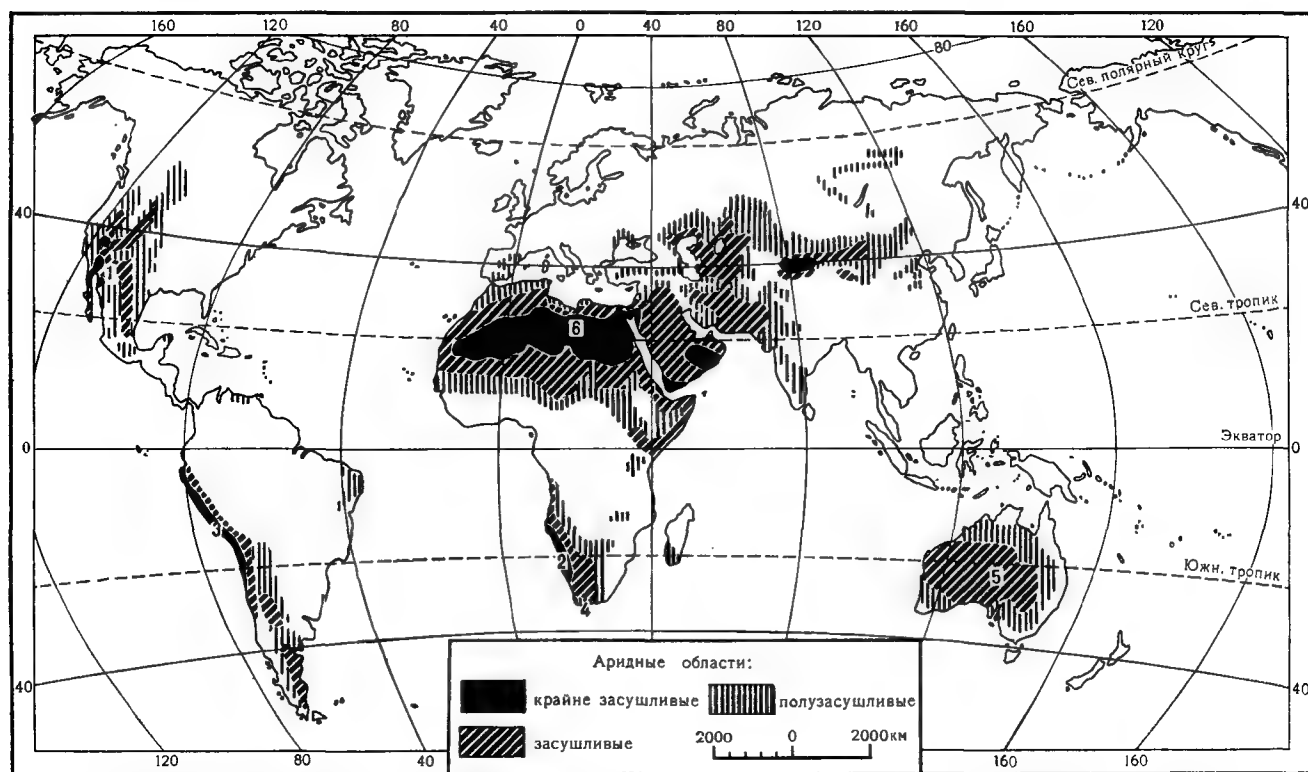 160 120 80 40 0 40 80 120 160 160 120
80
Сев. полярный круг
40 40
Сев. тропик
6
Экватор
0 0
3
2
Южн. тропик
5
4
40 40
Аридные области:
крайне засушливые полузасушливые
засушливые 2000 0 2000км
120 80 40 160 160